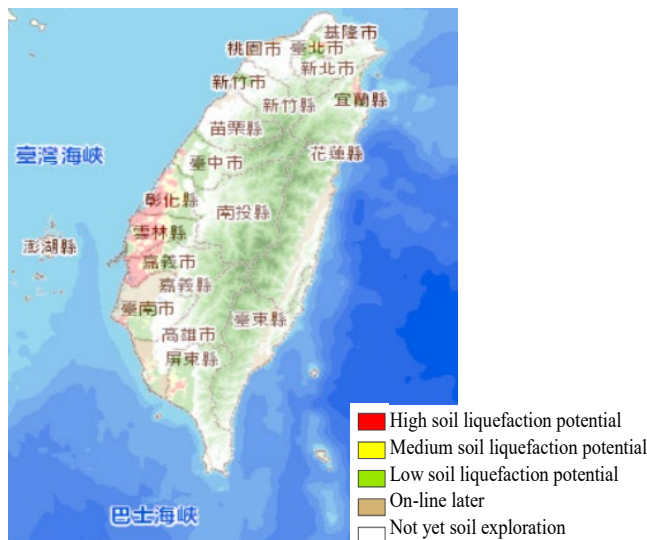 基隆市
桃園市 臺北市
新北市
新竹市
新竹縣 宜蘭縣
苗栗縣
臺灣海峽
臺中市
花蓮縣
彰化縣
南投縣
雲林縣
澎湖縣
嘉義市
嘉義縣
臺南市
臺東縣
高雄市
屏東縣
巴士海峽
High soil liquefaction potential
Medium soil liquefaction potential
Low soil liquefaction potential
On-line later
Not yet soil exploration